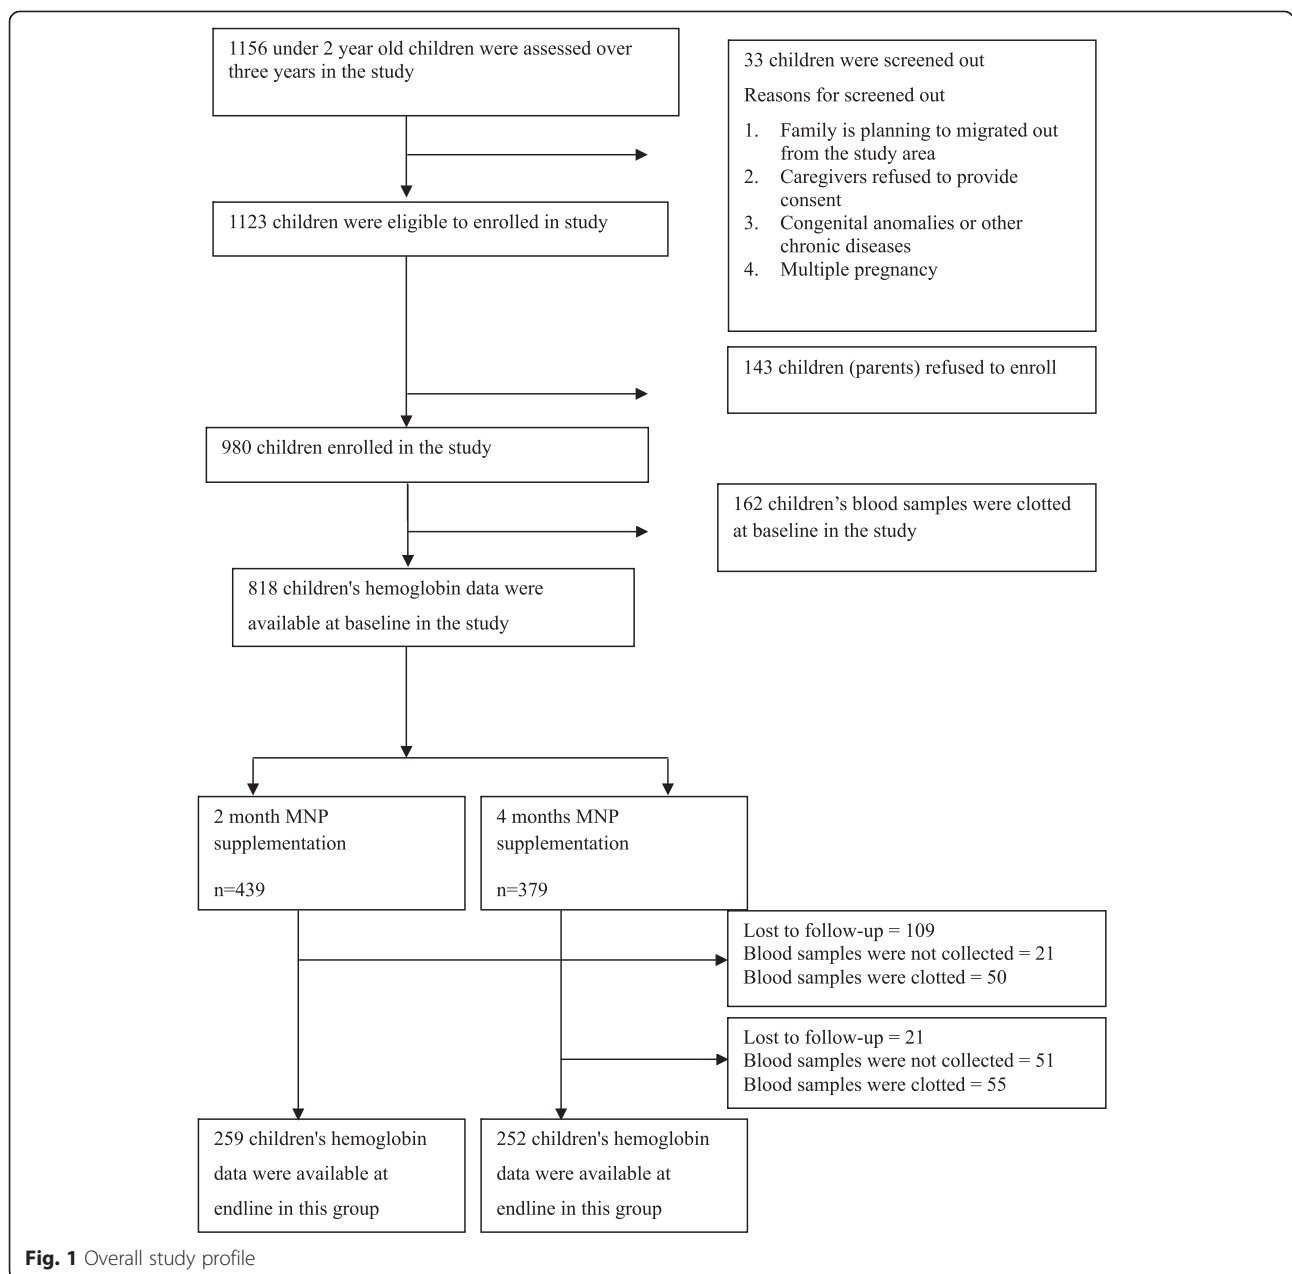 1156 under 2 year old children were assessed over
three years in the study
33 children were screened out
Reasons for screened out
1. Family is planning to migrated out
from the study area
2. Caregivers refused to provide
consent
3. Congenital anomalies or other
chronic diseases
4. Multiple pregnancy
1123 children were eligible to enrolled in study
143 children (parents) refused to enroll
980 children enrolled in the study
162 children’s blood samples were clotted
at baseline in the study
818 children's hemoglobin data were
available at baseline in the study
2 month MNP
supplementation
n=439
4 months MNP
supplementation
n=379
Lost to follow-up = 109
Blood samples were not collected = 21
Blood samples were clotted = 50
Lost to follow-up = 21
Blood samples were not collected = 51
Blood samples were clotted = 55
259 children's hemoglobin
data were available at
endline in this group
252 children's hemoglobin
data were available at
endline in this group
Fig. 1 Overall study profile